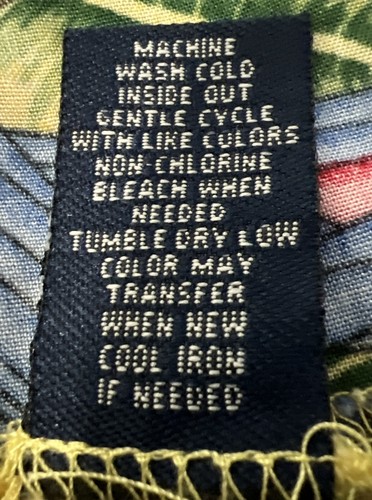 MACHINE
WASH COLD
INSIDE OUT
GENTLE CYCLE
WITH LIKE COLORS
NON-CHLORINE
BLEACH WHEN
NEEDED
TUMBLE DRY LOW
COLOR MAY
TRANSFER
WHEN NEW
COOL IRON
IF NEEDED